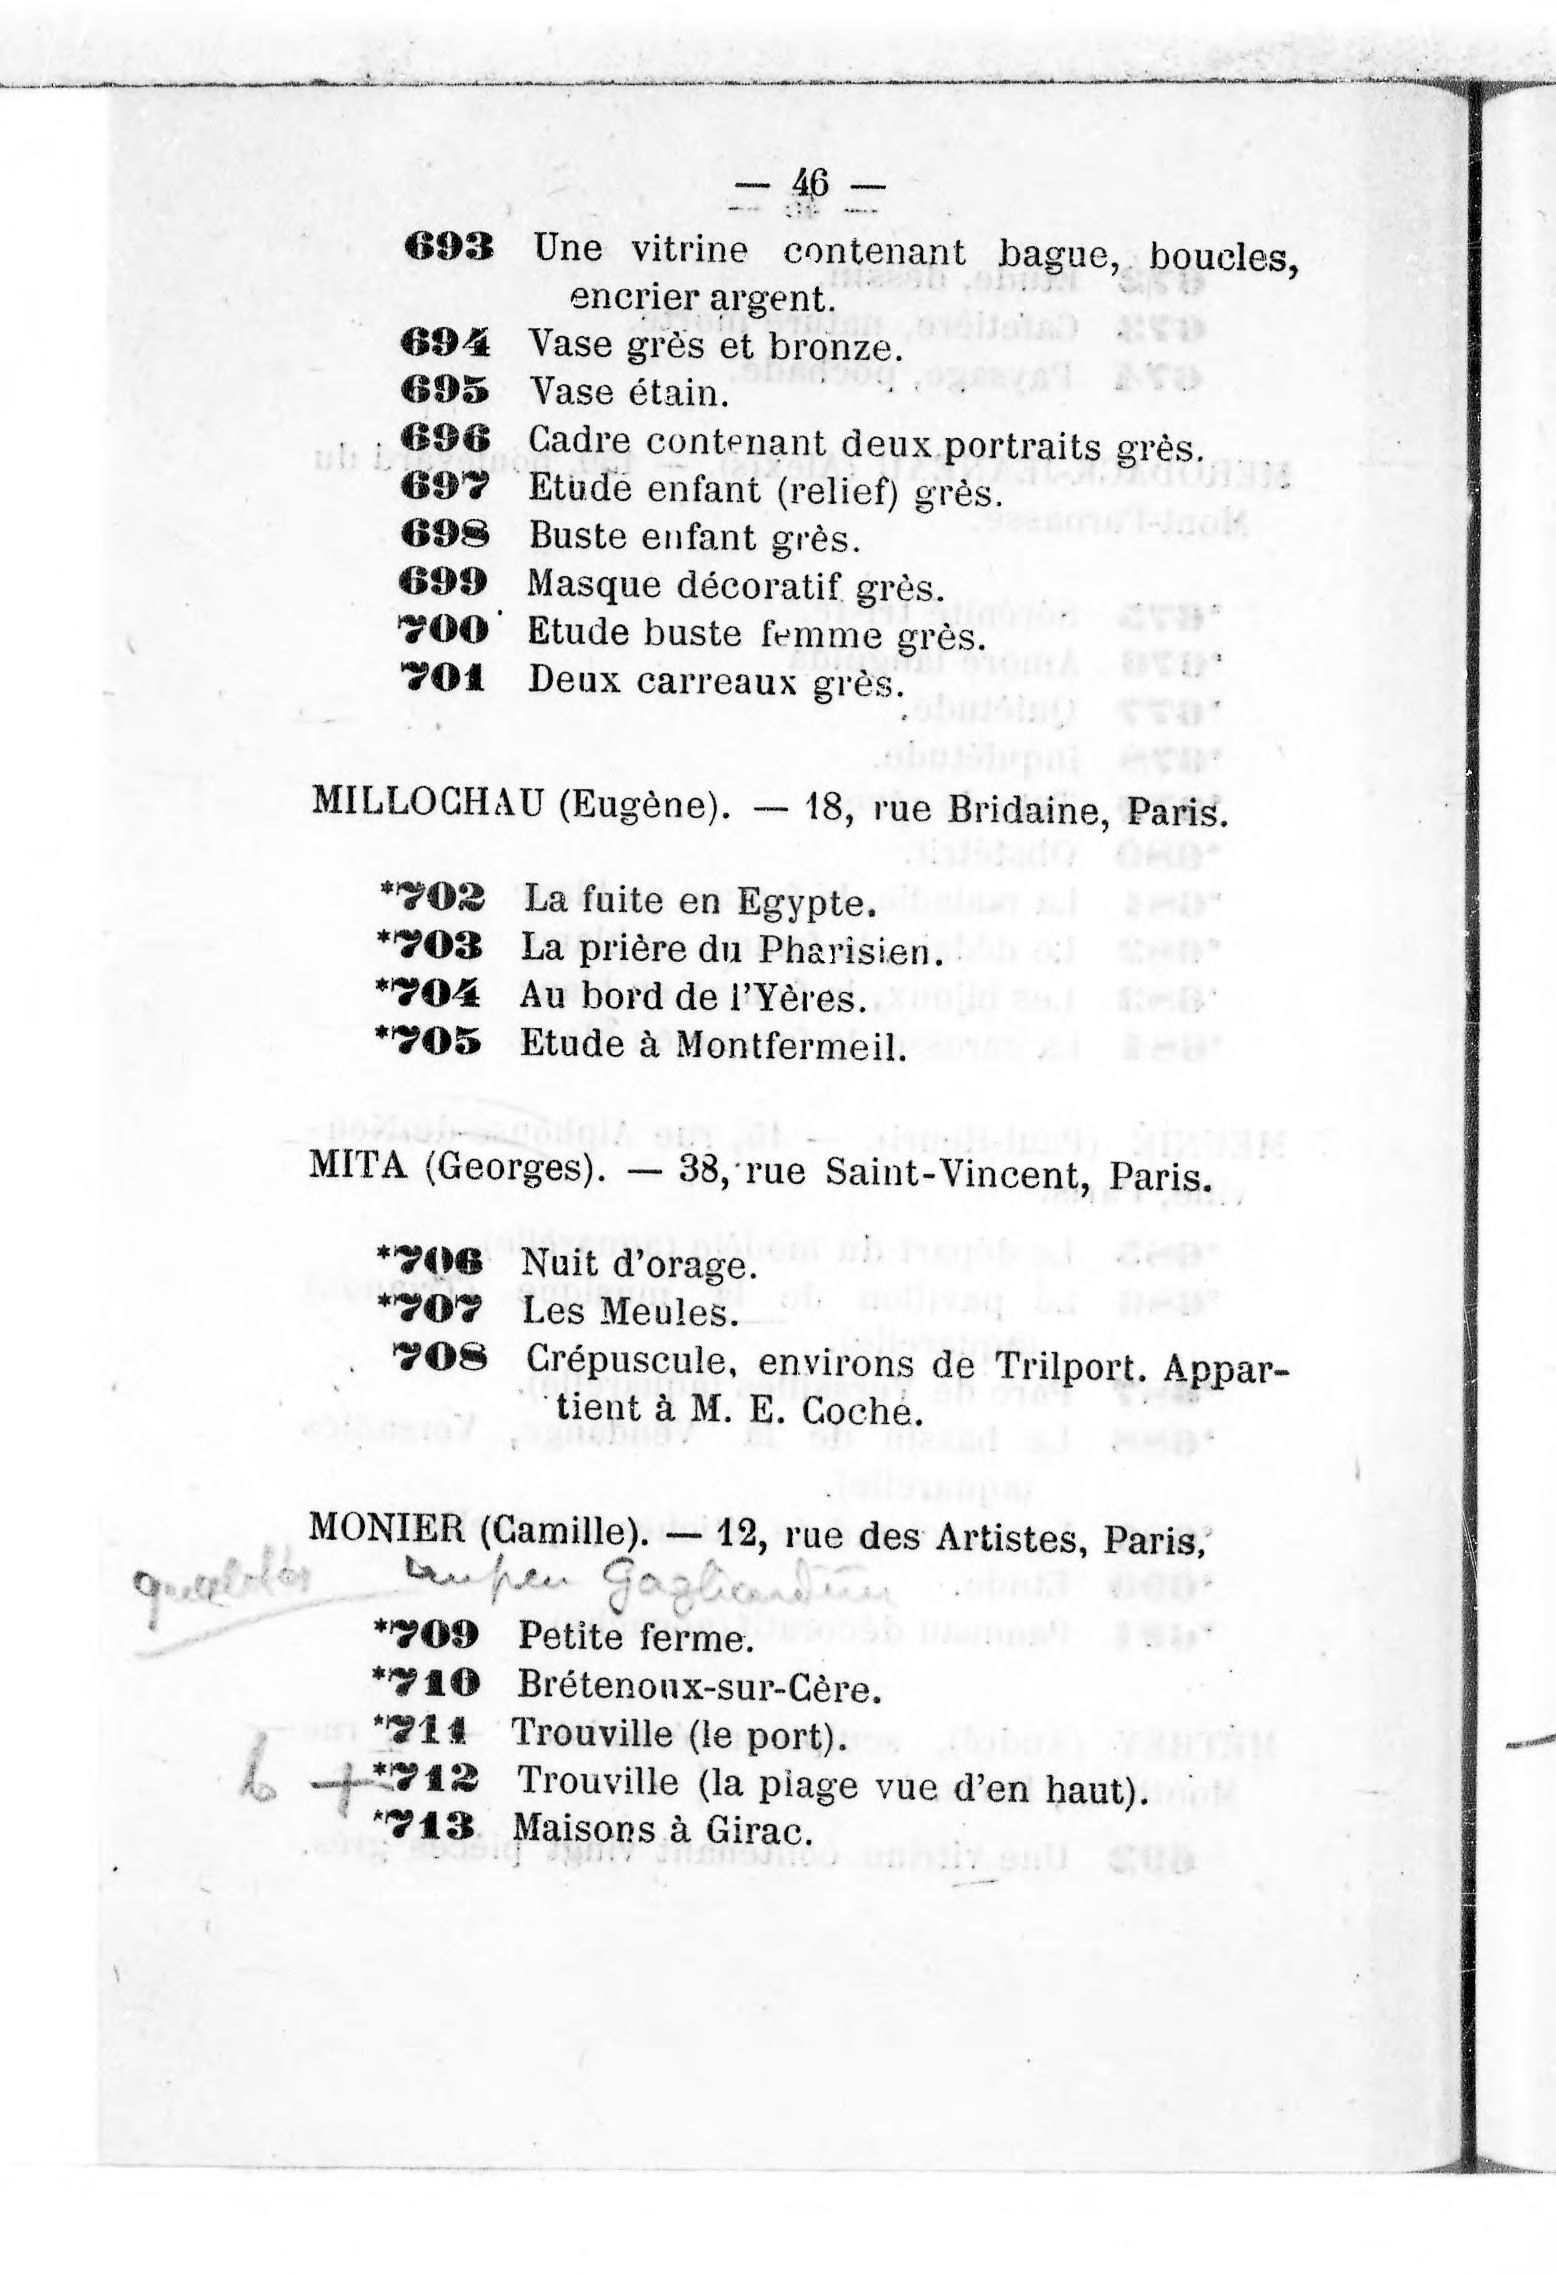 — 46 —
693 Une vitrine contenant bague, boucles,
encrier argent.
694 Vase grès et bronze.
695 Vase étain.
696 Cadre contenant deux portraits grès.
697 Etude enfant (relief) grès.
698 Buste enfant grès.
699 Masque décoratif grès.
700 Etude buste femme grès.
701 Deux carreaux grès.
MILLOCHAU (Eugène). — 18, rue Bridaine, Paris.
*702 La fuite en Egypte.
*703 La prière du Pharisien.
*704 Au bord de l'Yères.
*705 Etude à Montfermeil.
MITA (Georges). — 38, rue Saint-Vincent, Paris.
*706 Nuit d'orage.
*707 Les Meules.
708 Crépuscule, environs de Trilport. Appar-
tient à M. E. Coché.
MONIER (Camille). — 12, rue des Artistes, Paris,
qualités un peu
*709 Petite ferme.
*710 Brétenoux-sur-Cère.
*711 Trouville (le port).
b + *712 Trouville (la plage vue d'en haut).
*713 Maisons à Girac.